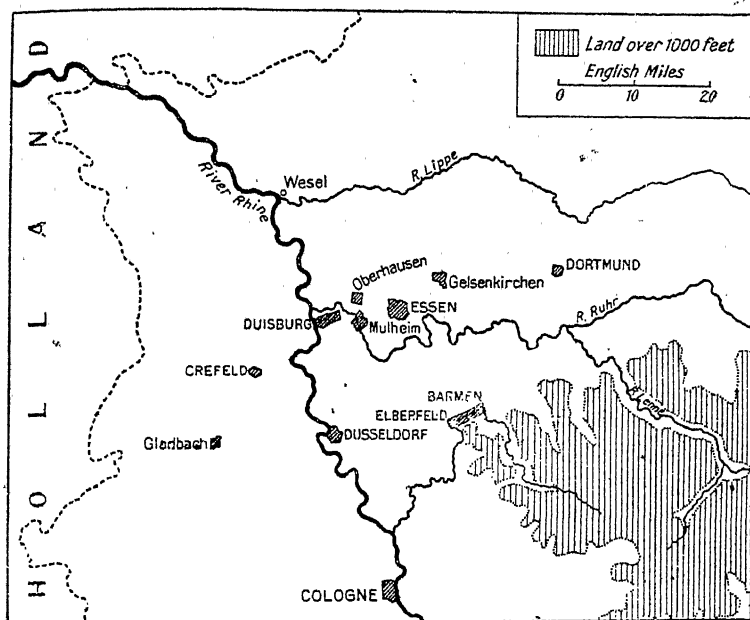 Land over 1000 feet
English Miles
0 10 20
HOLLAND
River Rhine
Wesel
R. Lippe
Oberhausen
Gelsenkirchen
DORTMUND
DUISBURG
ESSEN
Mulheim
R. Ruhr
CREFELD
BARMEN
ELBERFELD
Gladbach
DUSSELDORF
COLOGNE